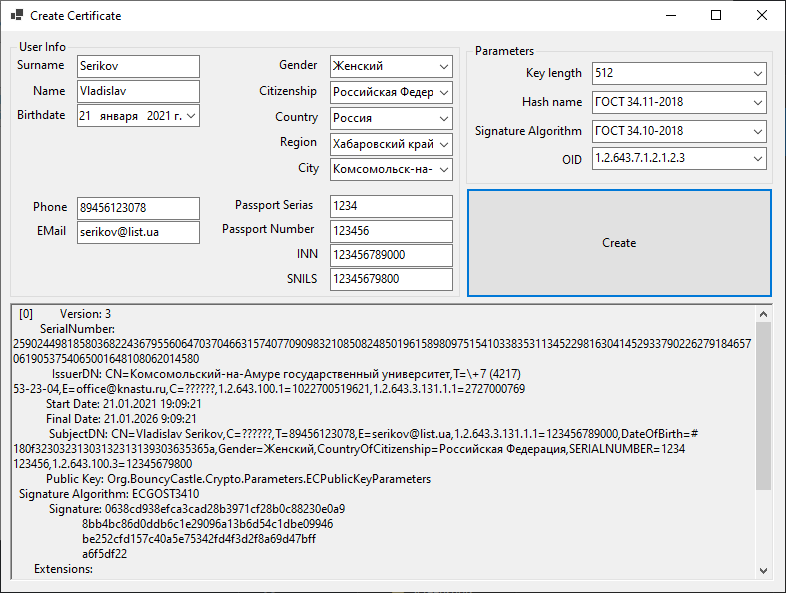 Create Certificate
User Info
Surname Serikov
Name Vladislav
Birthdate 21 января 2021 г.
Gender Женский
Citizenship Российская Федер
Country Россия
Region Хабаровский край
City Комсомольск-на-
Phone 89456123078
EMail serikov@list.ua
Passport Serias 1234
Passport Number 123456
INN 123456789000
SNILS 12345679800
Parameters
Key length 512
Hash name ГОСТ 34.11-2018
Signature Algorithm ГОСТ 34.10-2018
OID 1.2.643.7.1.2.1.2.3
Create
[0] Version: 3
SerialNumber:
259024498185803682243679556064703704663157407709098321085082485019615898097515410338353113452298163041452933790226279184657
0619053754065001648108062014580
IssuerDN: CN=Комсомольский-на-Амуре государственный университет,T=\+7 (4217)
53-23-04,E=office@knastu.ru,C=??????,1.2.643.100.1=1022700519621,1.2.643.3.131.1.1=2727000769
Start Date: 21.01.2021 19:09:21
Final Date: 21.01.2026 9:09:21
SubjectDN: CN=Vladislav Serikov,C=??????,T=89456123078,E=serikov@list.ua,1.2.643.3.131.1.1=123456789000,DateOfBirth=#
180f32303231303132313139303635365a,Gender=Женский,CountryOfCitizenship=Российская Федерация,SERIALNUMBER=1234
123456,1.2.643.100.3=12345679800
Public Key: Org.BouncyCastle.Crypto.Parameters.ECPublicKeyParameters
Signature Algorithm: ECGOST3410
Signature: 0638cd938efca3cad28b3971cf28b0c88230e0a9
8bb4bc86d0ddb6c1e29096a13b6d54c1dbe09946
be252cfd157c40a5e75342fd4f3d2f8a69d47bff
a6f5df22
Extensions: